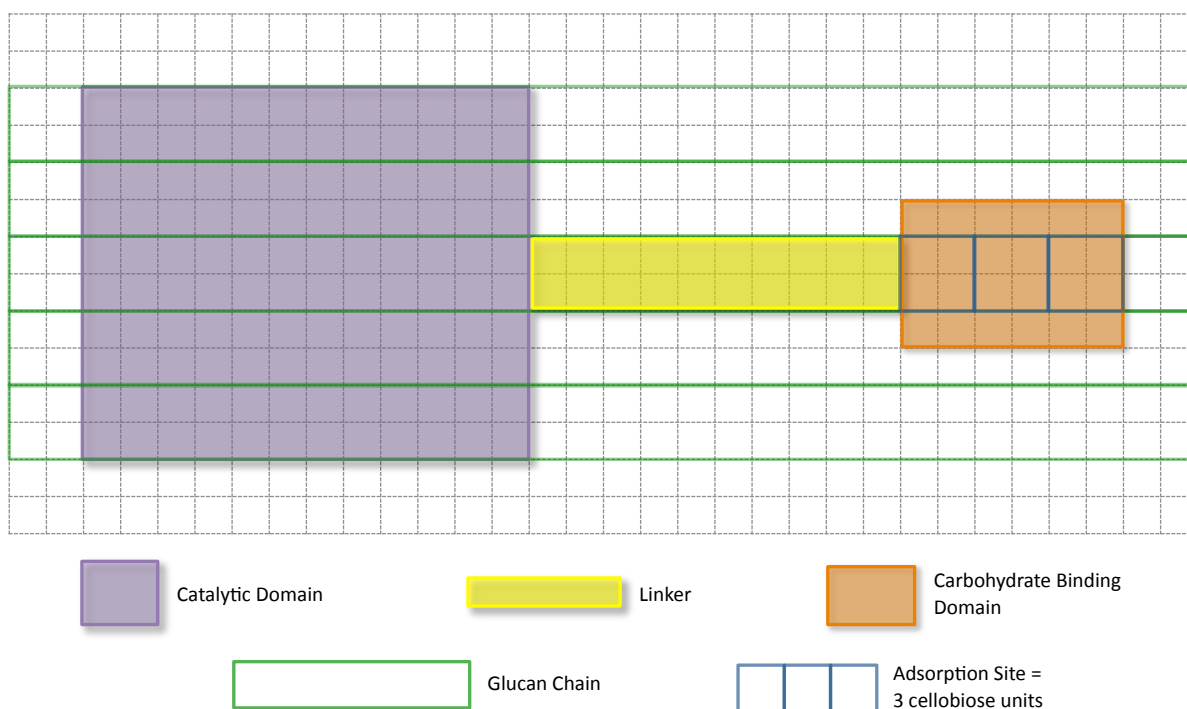 Catalytic Domain
Linker
Carbohydrate Binding
Domain
Glucan Chain
Adsorption Site =
3 cellobiose units